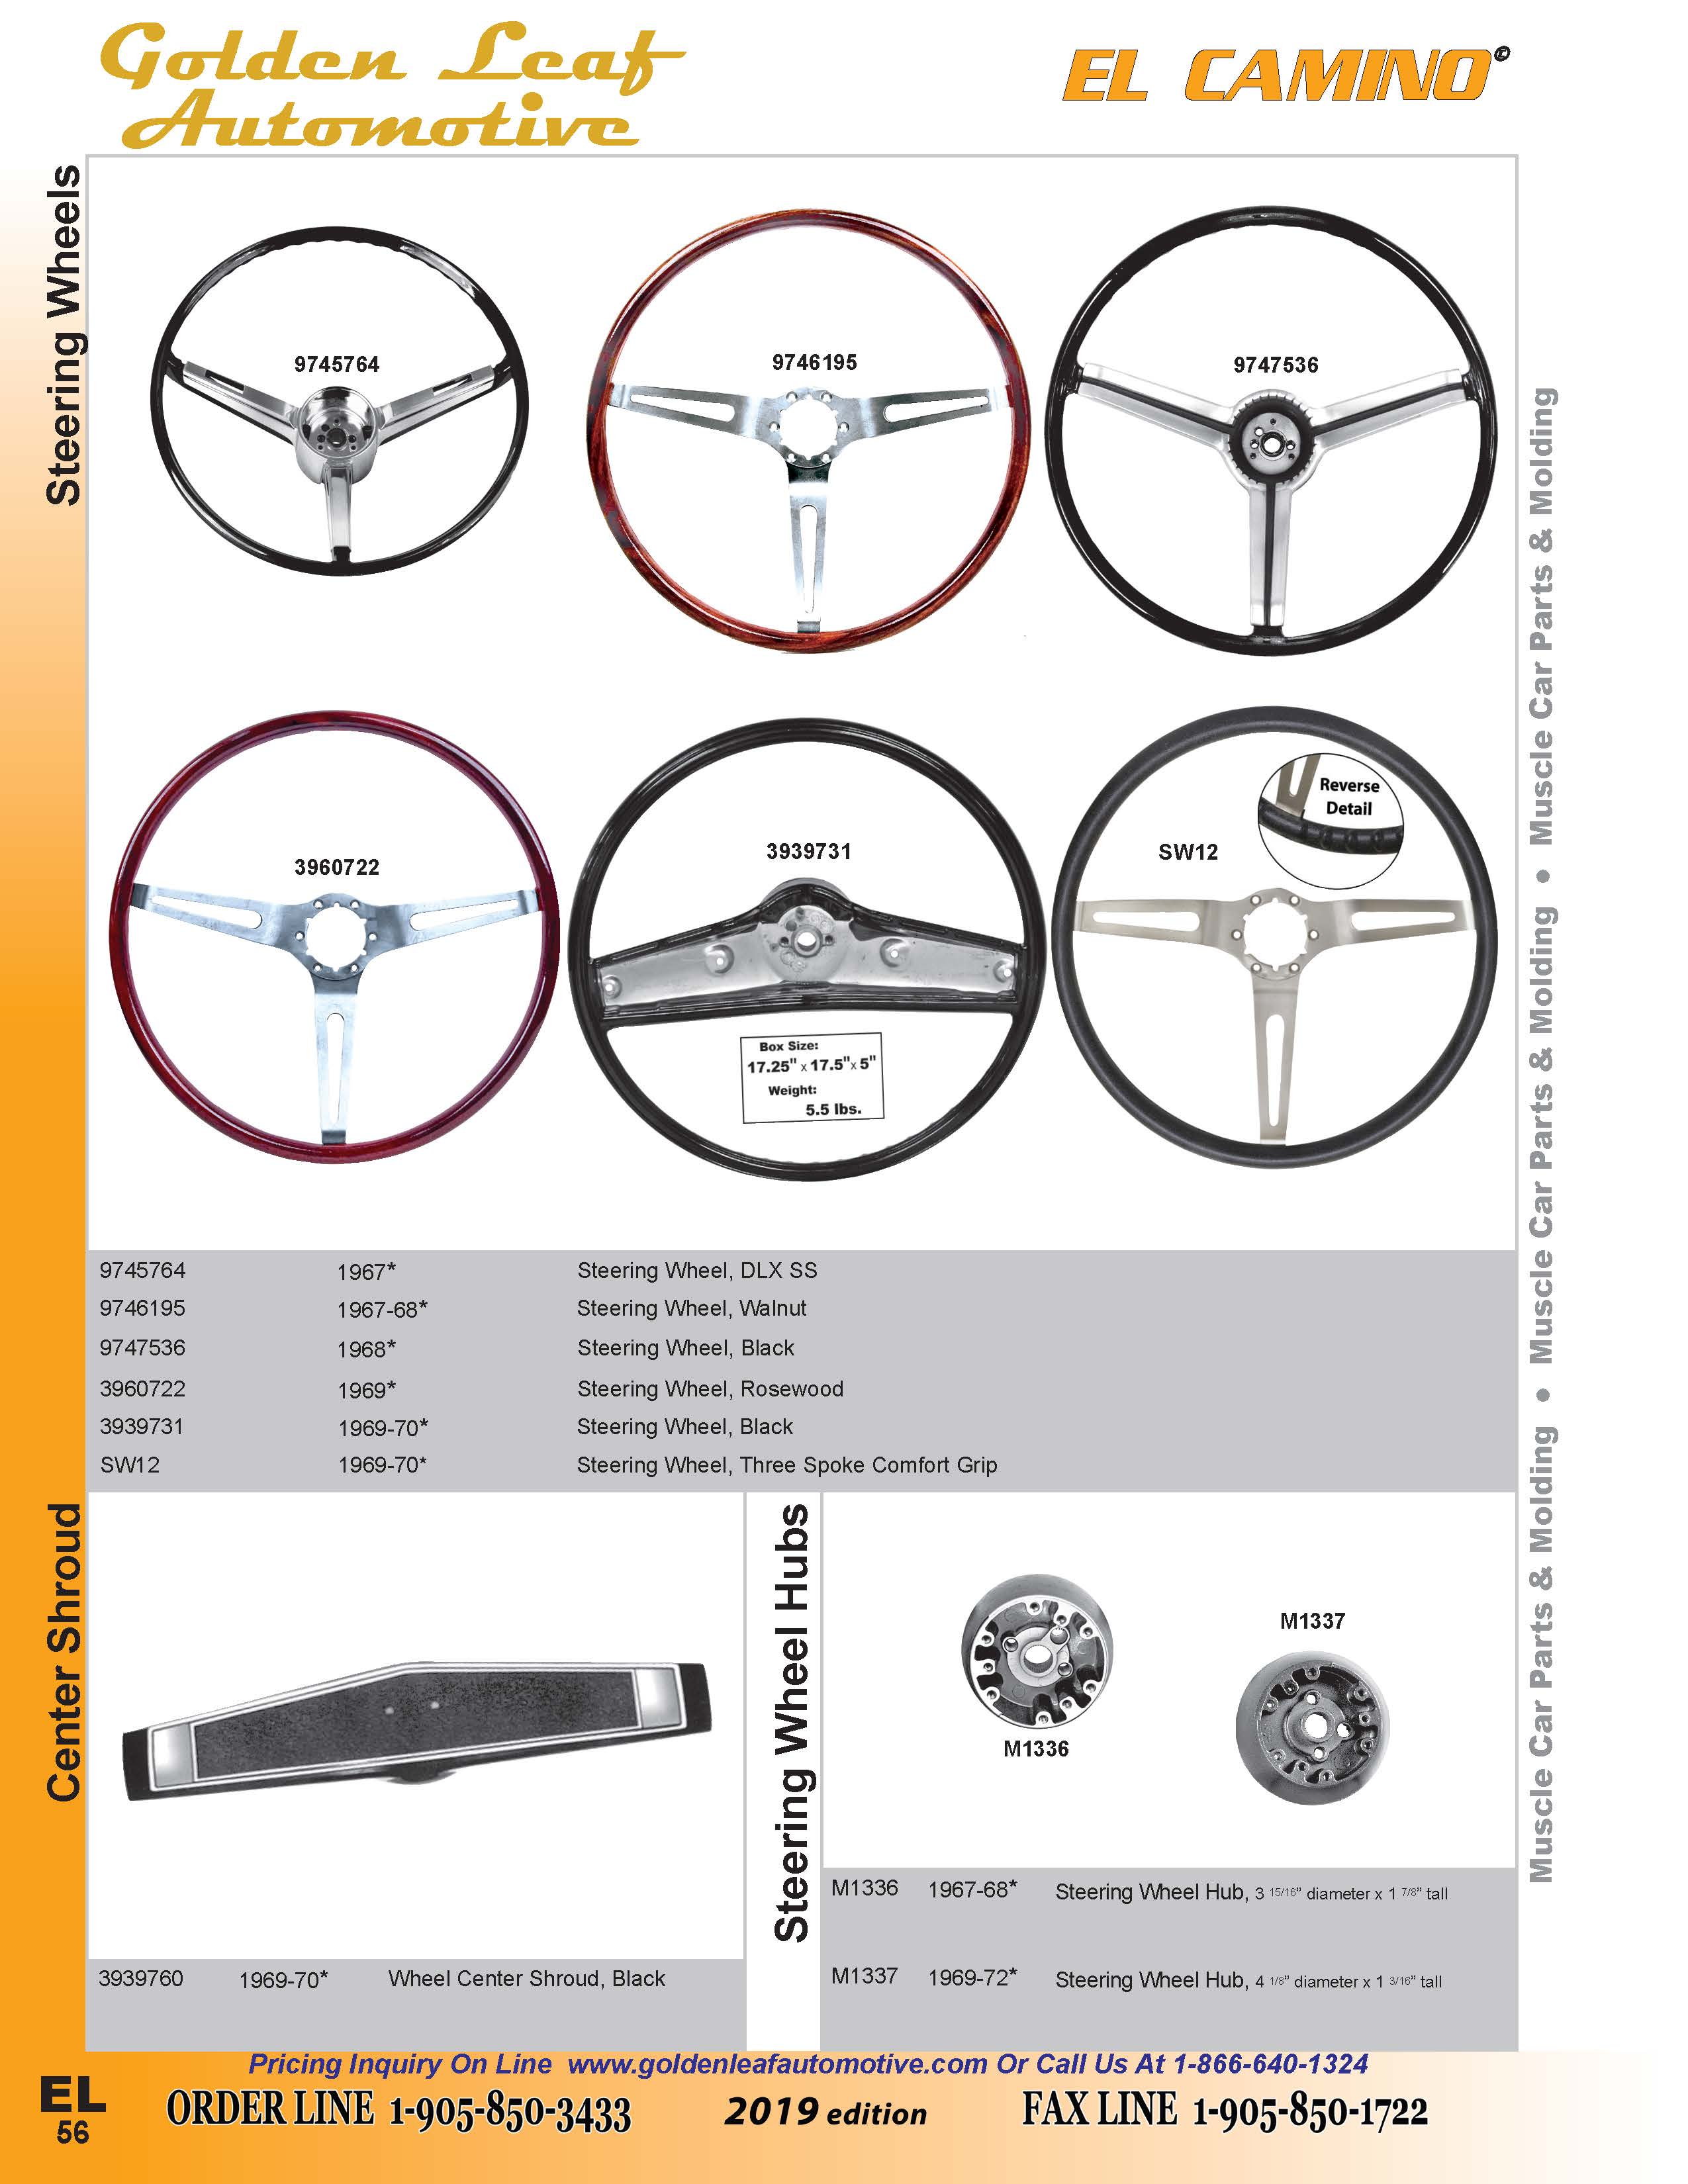 Golden Leaf
Automotive
EL CAMINO©
Steering Wheels
9745764
9746195
9747536
3960722
3939731
SW12
Reverse
Detail
Box Size:
17.25" x 17.5" x 5"
Weight:
5.5 lbs.
9745764 1967* Steering Wheel, DLX SS
9746195 1967-68* Steering Wheel, Walnut
9747536 1968* Steering Wheel, Black
3960722 1969* Steering Wheel, Rosewood
3939731 1969-70* Steering Wheel, Black
SW12 1969-70* Steering Wheel, Three Spoke Comfort Grip
Center Shroud
3939760 1969-70* Wheel Center Shroud, Black
Steering Wheel Hubs
M1336
M1337
M1336 1967-68* Steering Wheel Hub, 3 15/16” diameter x 1 7/8” tall
M1337 1969-72* Steering Wheel Hub, 4 1/8” diameter x 1 3/16” tall
Muscle Car Parts & Molding • Muscle Car Parts & Molding • Muscle Car Parts & Molding
Pricing Inquiry On Line www.goldenleafautomotive.com Or Call Us At 1-866-640-1324
EL
56
ORDER LINE 1-905-850-3433 2019 edition FAX LINE 1-905-850-1722